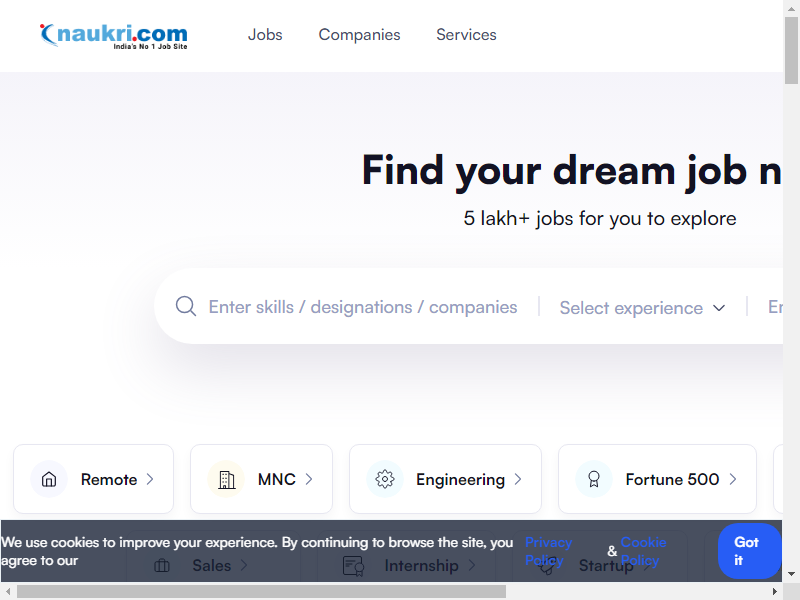 naukri.com
India's No 1 Job Site
Jobs Companies Services
Find your dream job n
5 lakh+ jobs for you to explore
Enter skills / designations / companies
Select experience
Er
Remote
MNC
Engineering
Fortune 500
We use cookies to improve your experience. By continuing to browse the site, you
agree to our
Privacy
Policy
&
Cookie
Policy
Got
it
Sales
Internship
Startup